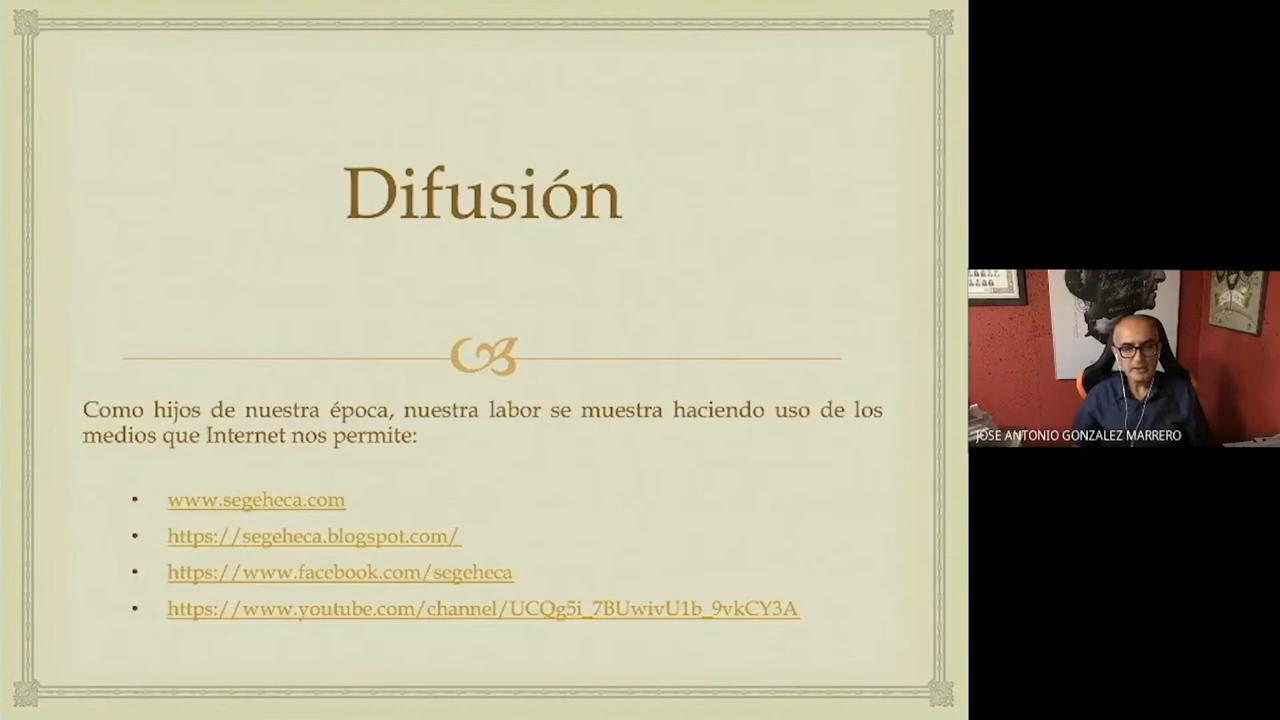 Difusión
Como hijos de nuestra época, nuestra labor se muestra haciendo uso de los
medios que Internet nos permite:
• www.segeheca.com
• https://segeheca.blogspot.com/
• https://www.facebook.com/segeheca
• https://www.youtube.com/channel/UCQg5i_7BUwivU1b_9vkCY3A
JOSE ANTONIO GONZALEZ MARRERO